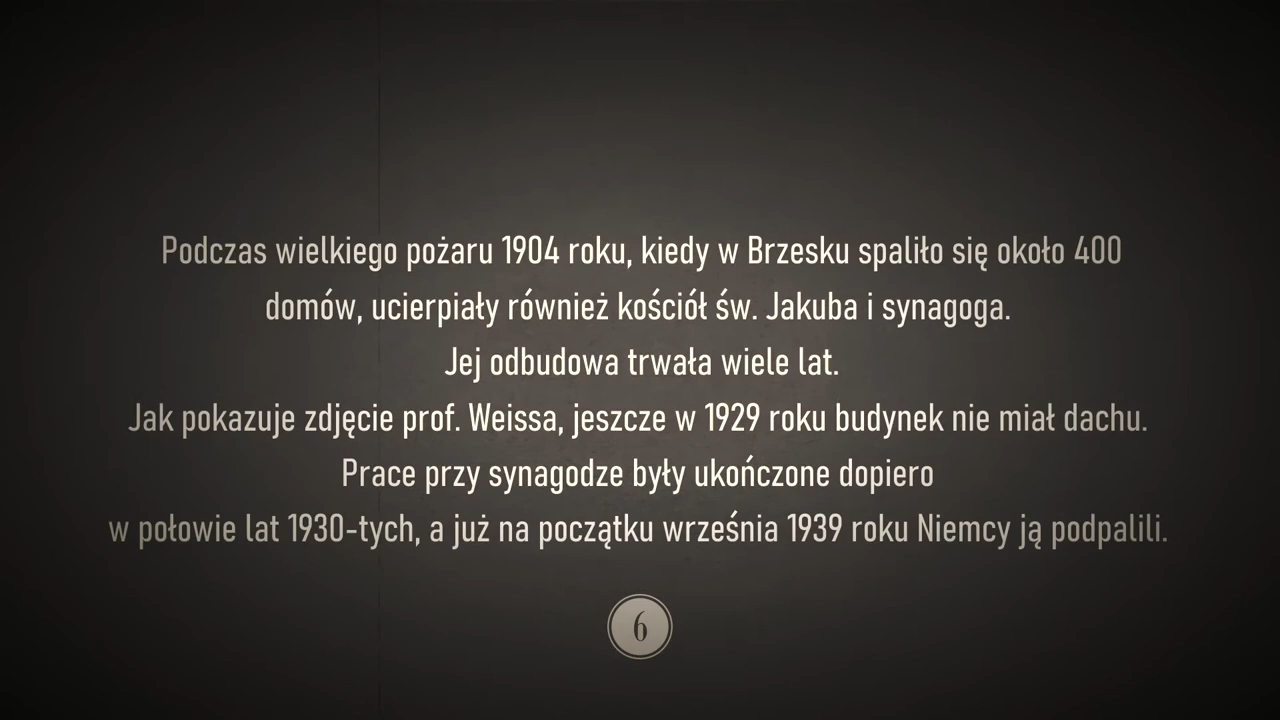 Podczas wielkiego pożaru 1904 roku, kiedy w Brzesku spaliło się około 400
domów, ucierpiały również kościół św. Jakuba i synagoga.
Jej odbudowa trwała wiele lat.
Jak pokazuje zdjęcie prof. Weissa, jeszcze w 1929 roku budynek nie miał dachu.
Prace przy synagodze były ukończone dopiero
w połowie lat 1930-tych, a już na początku września 1939 roku Niemcy ją podpalili.
6